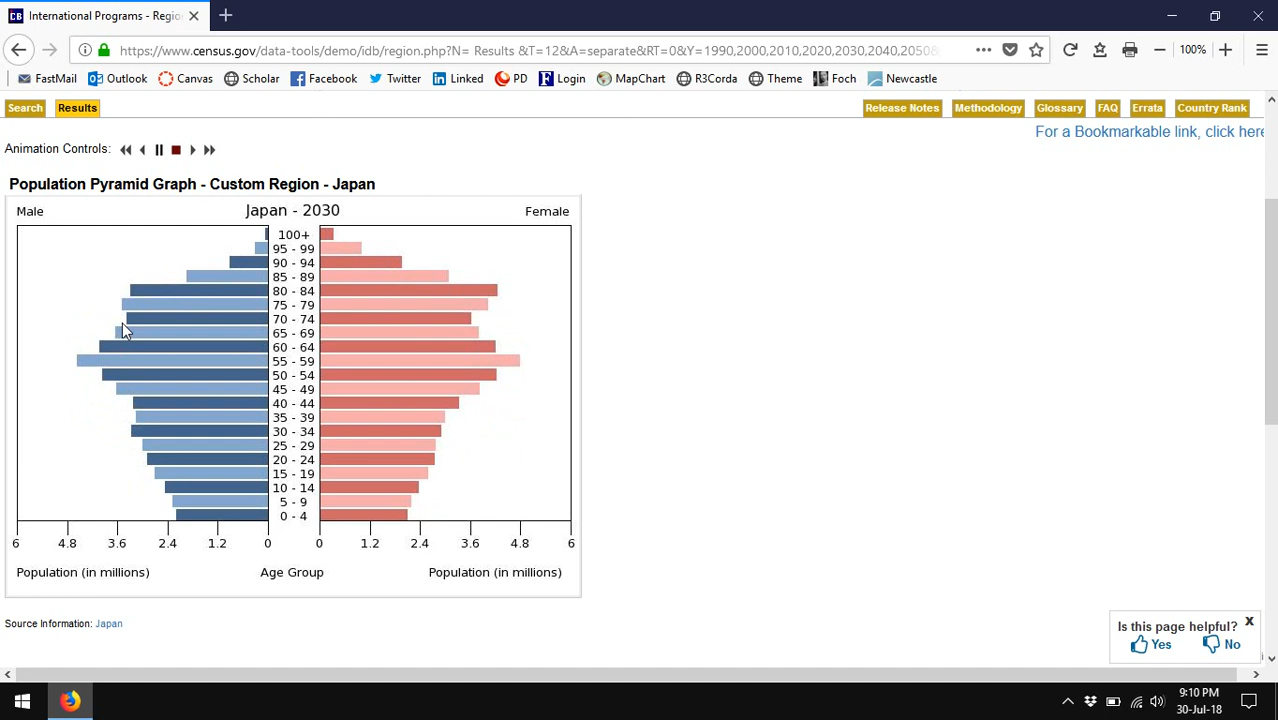 International Programs - Regio
https://www.census.gov/data-tools/demo/idb/region.php?N= Results &T=12&A=separate&RT=0&Y=1990,2000,2010,2020,2030,2040,2050& 100%
FastMail Outlook Canvas Scholar Facebook Twitter Linked PD Login MapChart R3Corda Theme Foch Newcastle
Search Results Release Notes Methodology Glossary FAQ Errata Country Rank
For a Bookmarkable link, click here
Animation Controls:
Population Pyramid Graph - Custom Region - Japan
Male Japan - 2030 Female
100+
95 - 99
90 - 94
85 - 89
80 - 84
75 - 79
70 - 74
65 - 69
60 - 64
55 - 59
50 - 54
45 - 49
40 - 44
35 - 39
30 - 34
25 - 29
20 - 24
15 - 19
10 - 14
5 - 9
0 - 4
6 4.8 3.6 2.4 1.2 0 0 1.2 2.4 3.6 4.8 6
Population (in millions) Age Group Population (in millions)
Source Information: Japan
Is this page helpful? X
Yes No
9:10 PM
30-Jul-18